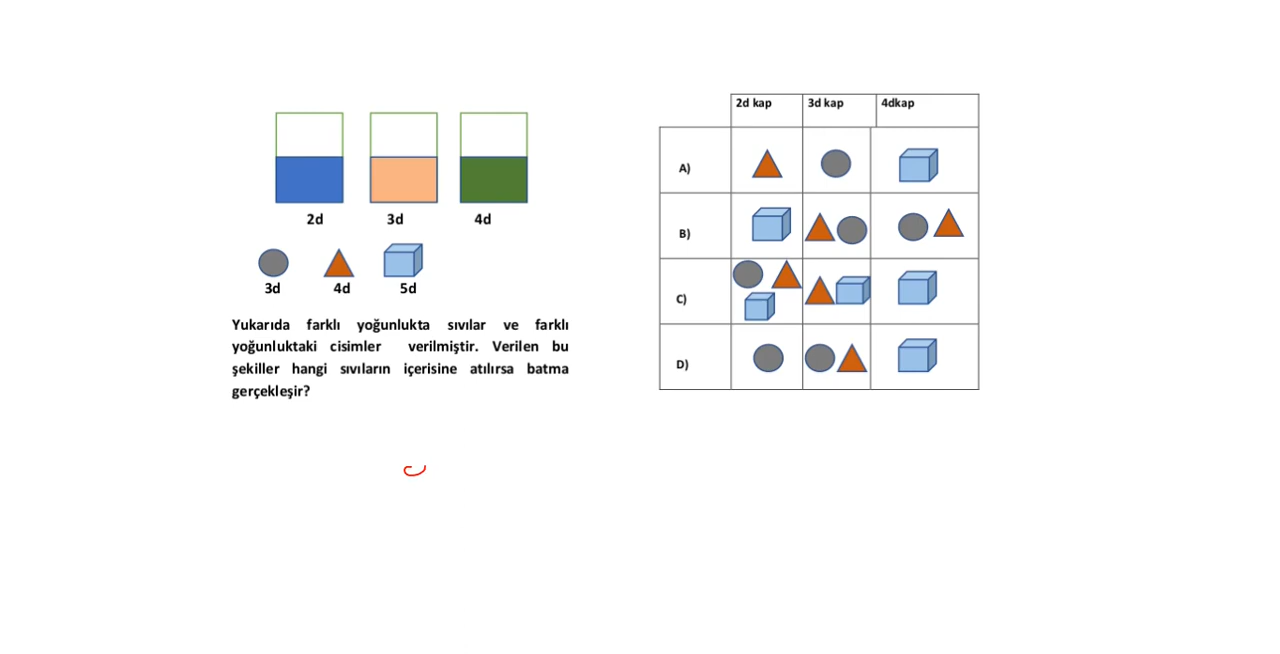 2d 3d 4d
3d 4d 5d
Yukarıda farklı yoğunlukta sıvılar ve farklı
yoğunluktaki cisimler verilmiştir. Verilen bu
şekiller hangi sıvıların içerisine atılırsa batma
gerçekleşir?
2d kap 3d kap 4dkap
A)
B)
C)
D)